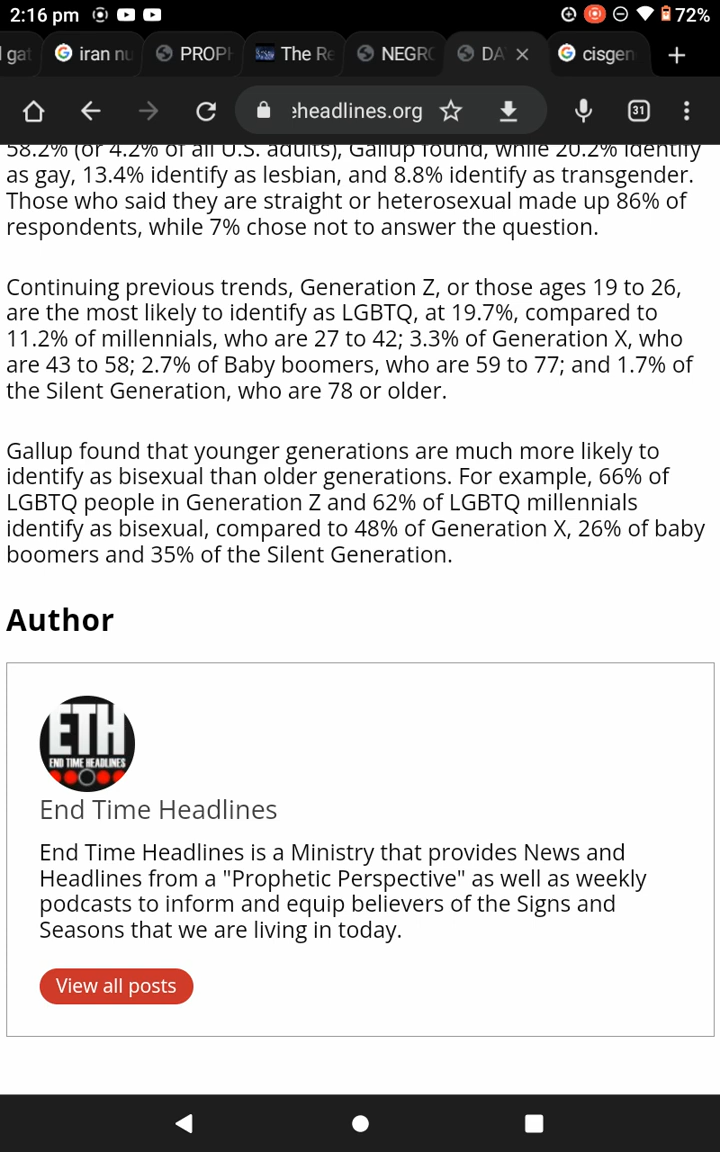 2:16 pm 72%
gat iran nu PROPH The Re NEGRO DA cisgen
eheadlines.org 31
58.2% (or 4.2% of all U.S. adults), Gallup found, while 20.2% identify
as gay, 13.4% identify as lesbian, and 8.8% identify as transgender.
Those who said they are straight or heterosexual made up 86% of
respondents, while 7% chose not to answer the question.
Continuing previous trends, Generation Z, or those ages 19 to 26,
are the most likely to identify as LGBTQ, at 19.7%, compared to
11.2% of millennials, who are 27 to 42; 3.3% of Generation X, who
are 43 to 58; 2.7% of Baby boomers, who are 59 to 77; and 1.7% of
the Silent Generation, who are 78 or older.
Gallup found that younger generations are much more likely to
identify as bisexual than older generations. For example, 66% of
LGBTQ people in Generation Z and 62% of LGBTQ millennials
identify as bisexual, compared to 48% of Generation X, 26% of baby
boomers and 35% of the Silent Generation.
Author
ETH
END TIME HEADLINES
End Time Headlines
End Time Headlines is a Ministry that provides News and
Headlines from a "Prophetic Perspective" as well as weekly
podcasts to inform and equip believers of the Signs and
Seasons that we are living in today.
View all posts